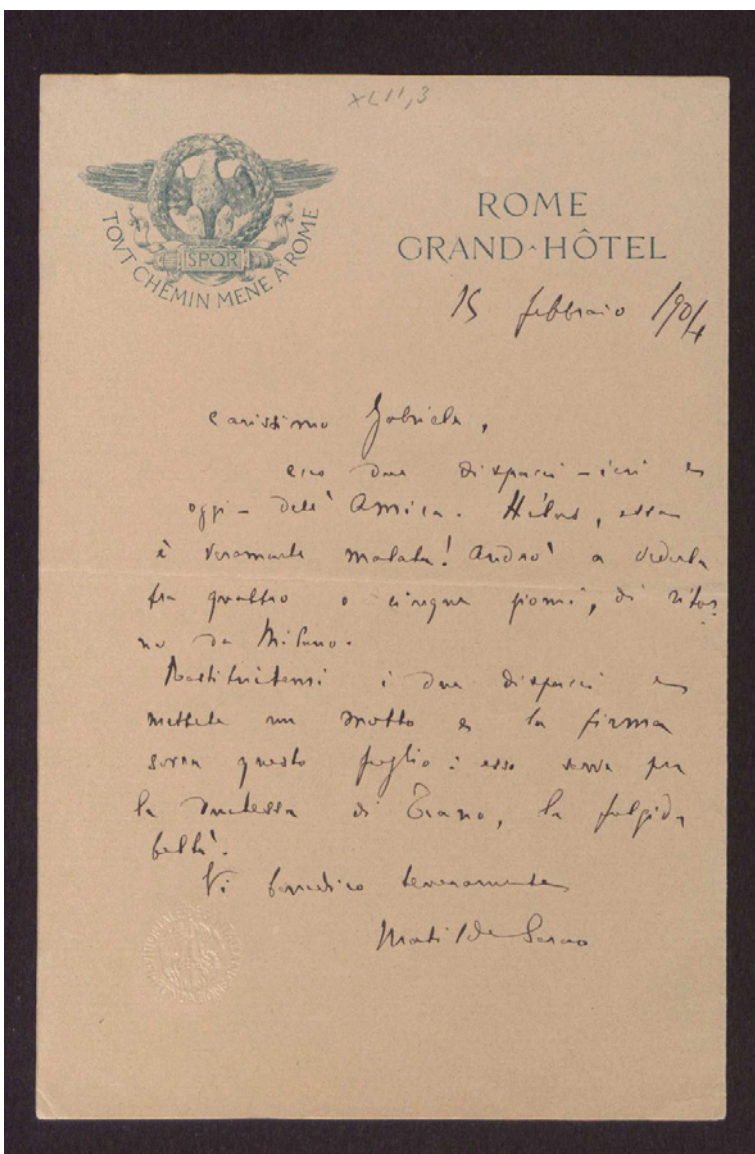 XLII,3
TOVT CHEMIN MENE À ROME
SPQR
ROME
GRAND-HÔTEL
15 febbraio 1904
Carissimo Gabriele,
ecco due dispacci - ieri e
oggi - dell'Amica. Hélas, essa
è veramente malata! Andrò a vederla
fra quattro o cinque giorni, di ritor
no da Milano.
Restituitemi i due dispacci e
mettete un motto e la firma
sovra questo foglio: esso serve per
la duchessa di la fulgida
beltà.
Vi benedico teneramente
Matilde Serao